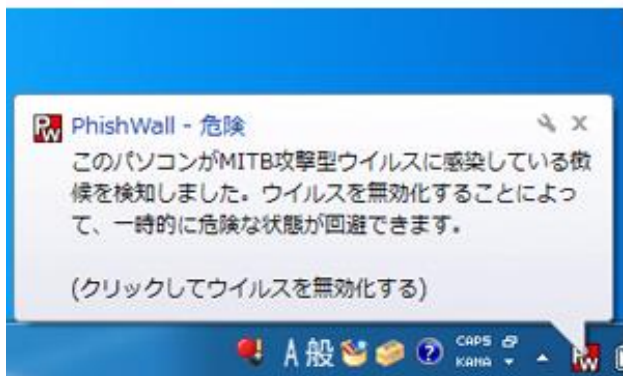 PhishWall - 危険
このパソコンがMITB攻撃型ウイルスに感染している徴
候を検知しました。ウイルスを無効化することによっ
て、一時的に危険な状態が回避できます。
(クリックしてウイルスを無効化する)
A 般 CAPS
KANA